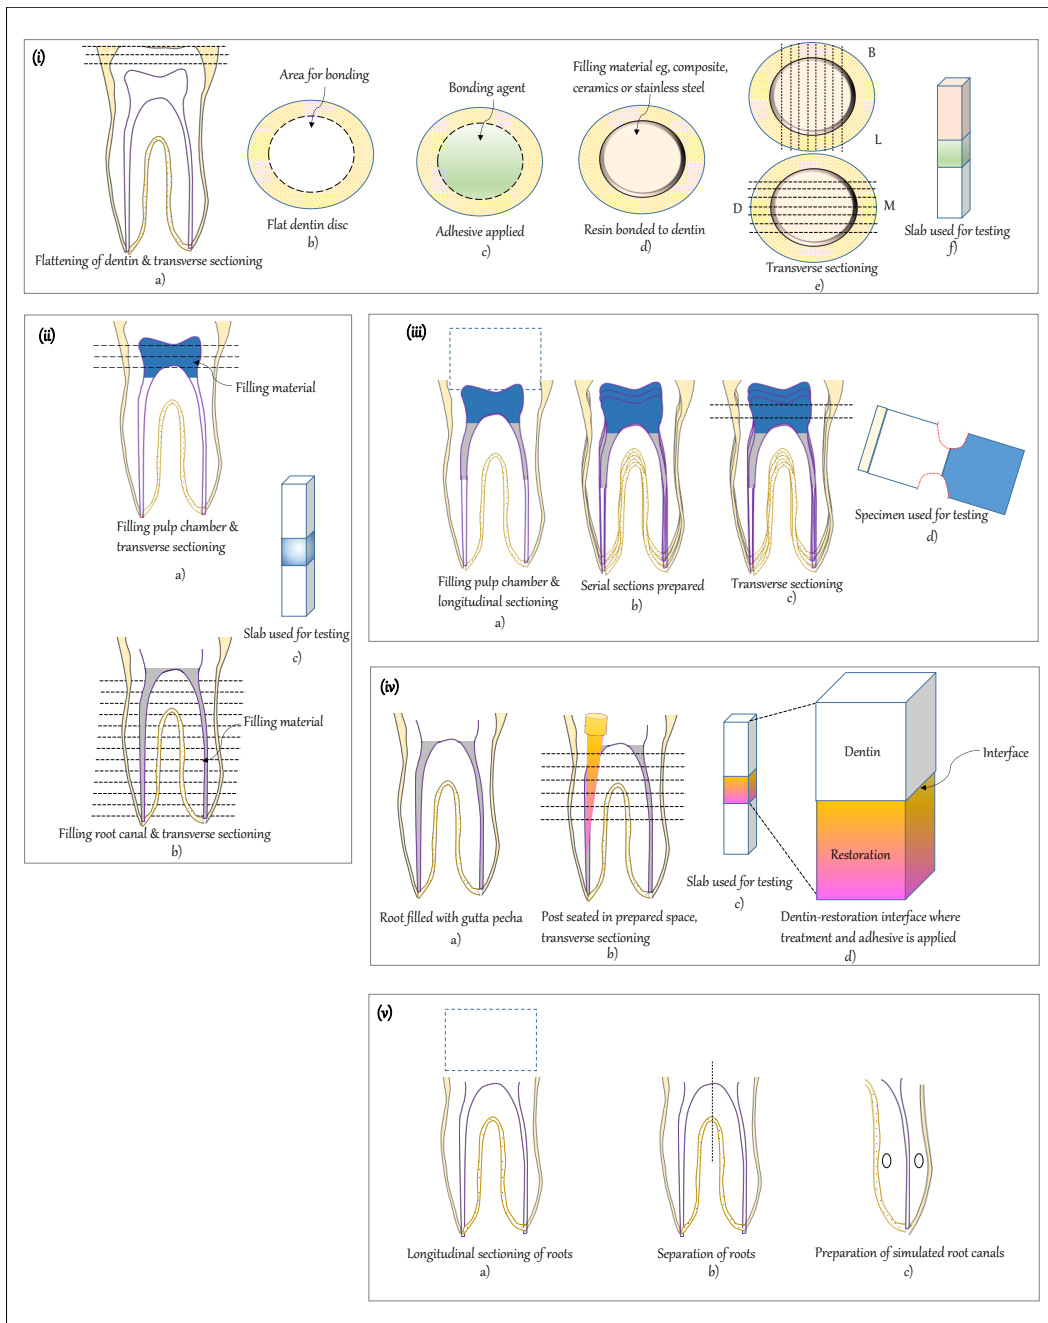 (i)
Area for bonding
Flat dentin disc
b)
Bonding agent
Adhesive applied
c)
Filling material eg, composite,
ceramics or stainless steel
Resin bonded to dentin
d)
B
L
D
M
Transverse sectioning
e)
Slab used for testing
f)
Flattening of dentin & transverse sectioning
a)
(ii)
Filling material
Filling pulp chamber &
transverse sectioning
a)
Slab used for testing
c)
Filling material
Filling root canal & transverse sectioning
b)
(iii)
Filling pulp chamber &
longitudinal sectioning
a)
Serial sections prepared
b)
Transverse sectioning
c)
Specimen used for testing
d)
(iv)
Root filled with gutta pecha
a)
Post seated in prepared space,
transverse sectioning
b)
Slab used for testing
c)
Dentin
Interface
Restoration
Dentin-restoration interface where
treatment and adhesive is applied
d)
(v)
Longitudinal sectioning of roots
a)
Separation of roots
b)
Preparation of simulated root canals
c)